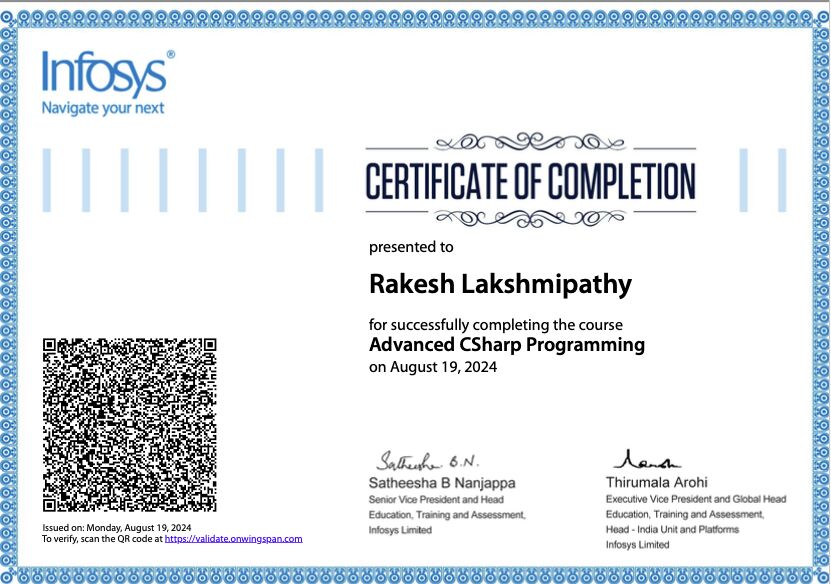 Infosys®
Navigate your next
CERTIFICATE OF COMPLETION
presented to
Rakesh Lakshmipathy
for successfully completing the course
Advanced CSharp Programming
on August 19, 2024
Satheesha B.N.
Satheesha B Nanjappa
Senior Vice President and Head
Education, Training and Assessment,
Infosys Limited
Thirumala Arohi
Executive Vice President and Global Head
Education, Training and Assessment,
Head - India Unit and Platforms
Infosys Limited
Issued on: Monday, August 19, 2024
To verify, scan the QR code at https://validate.onwingspan.com